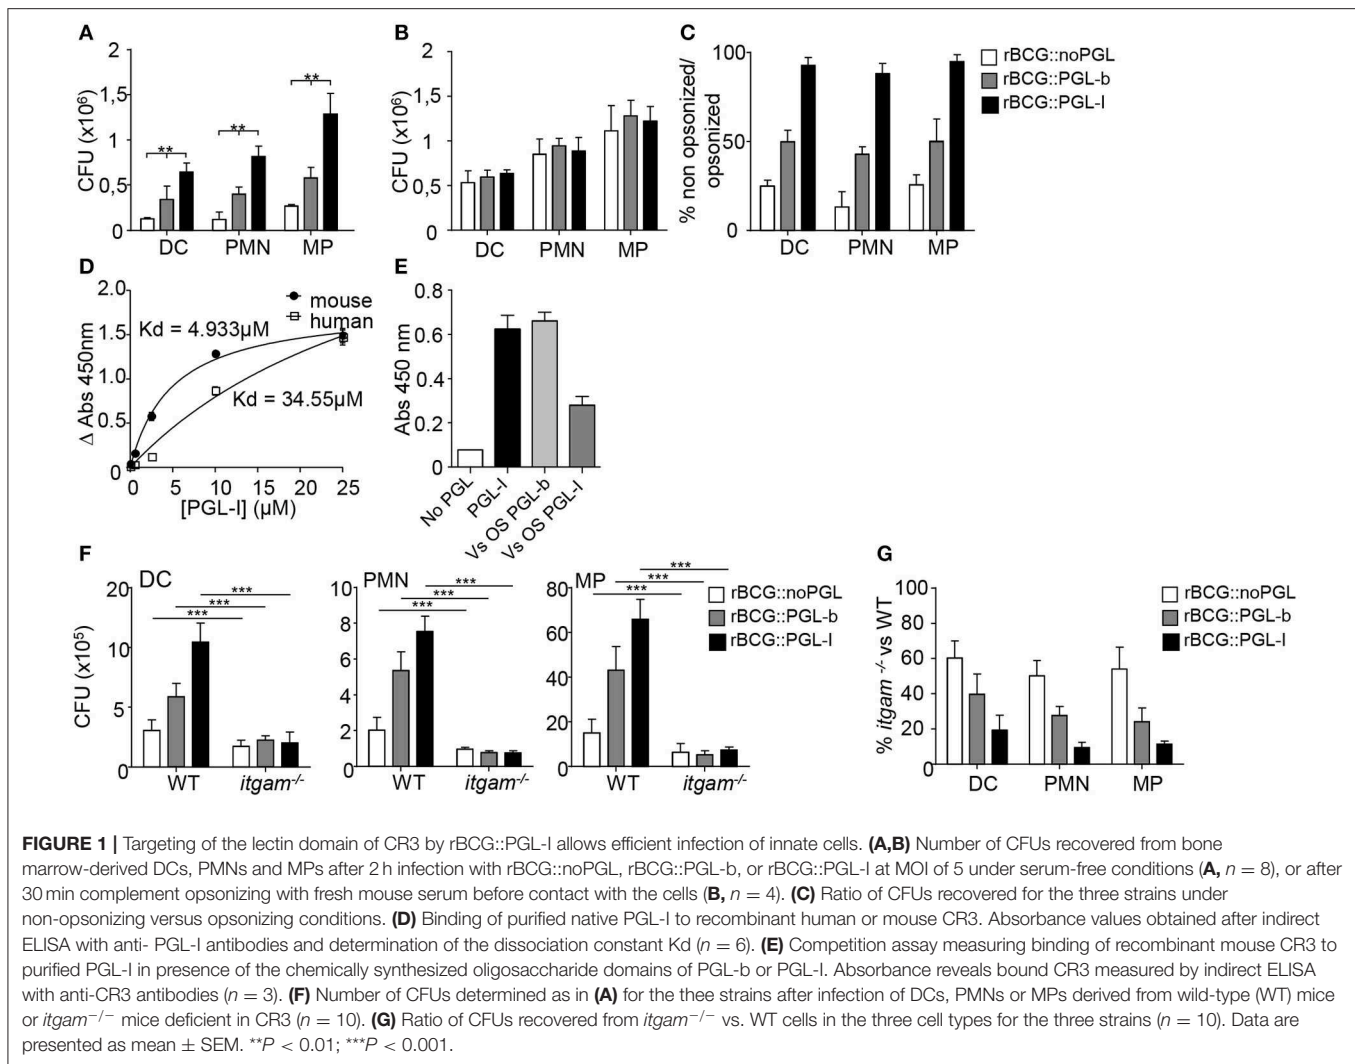 A
2
1,5
1
0,5
0
CFU (x10⁶)
**
**
**
DC PMN MP
B
2
1,5
1
0,5
0
CFU (x10⁶)
DC PMN MP
C
100
50
0
% non opsonized/
opsonized
DC PMN MP
rBCG::noPGL
rBCG::PGL-b
rBCG::PGL-I
D
2.0
1.5
1.0
0.5
0
Δ Abs 450nm
mouse
human
Kd = 4.933µM
Kd = 34.55µM
0 5 10 15 20 25
[PGL-I] (µM)
E
0.8
0.6
0.4
0.2
0
Abs 450 nm
No PGL
PGL-I
Vs OS PGL-b
Vs OS PGL-I
F
DC
20
10
5
0
CFU (x10⁵)
***
***
***
WT itgam-/-
PMN
10
8
6
4
2
0
***
***
***
WT itgam-/-
MP
80
60
40
20
0
***
***
***
WT itgam-/-
rBCG::noPGL
rBCG::PGL-b
rBCG::PGL-I
G
100
80
60
40
20
0
% itgam -/- vs WT
DC PMN MP
rBCG::noPGL
rBCG::PGL-b
rBCG::PGL-I
FIGURE 1 | Targeting of the lectin domain of CR3 by rBCG::PGL-I allows efficient infection of innate cells. (A,B) Number of CFUs recovered from bone
marrow-derived DCs, PMNs and MPs after 2 h infection with rBCG::noPGL, rBCG::PGL-b, or rBCG::PGL-I at MOI of 5 under serum-free conditions (A, n = 8), or after
30 min complement opsonizing with fresh mouse serum before contact with the cells (B, n = 4). (C) Ratio of CFUs recovered for the three strains under
non-opsonizing versus opsonizing conditions. (D) Binding of purified native PGL-I to recombinant human or mouse CR3. Absorbance values obtained after indirect
ELISA with anti- PGL-I antibodies and determination of the dissociation constant Kd (n = 6). (E) Competition assay measuring binding of recombinant mouse CR3 to
purified PGL-I in presence of the chemically synthesized oligosaccharide domains of PGL-b or PGL-I. Absorbance reveals bound CR3 measured by indirect ELISA
with anti-CR3 antibodies (n = 3). (F) Number of CFUs determined as in (A) for the thee strains after infection of DCs, PMNs or MPs derived from wild-type (WT) mice
or itgam−/− mice deficient in CR3 (n = 10). (G) Ratio of CFUs recovered from itgam−/− vs. WT cells in the three cell types for the three strains (n = 10). Data are
presented as mean ± SEM. **P < 0.01; ***P < 0.001.